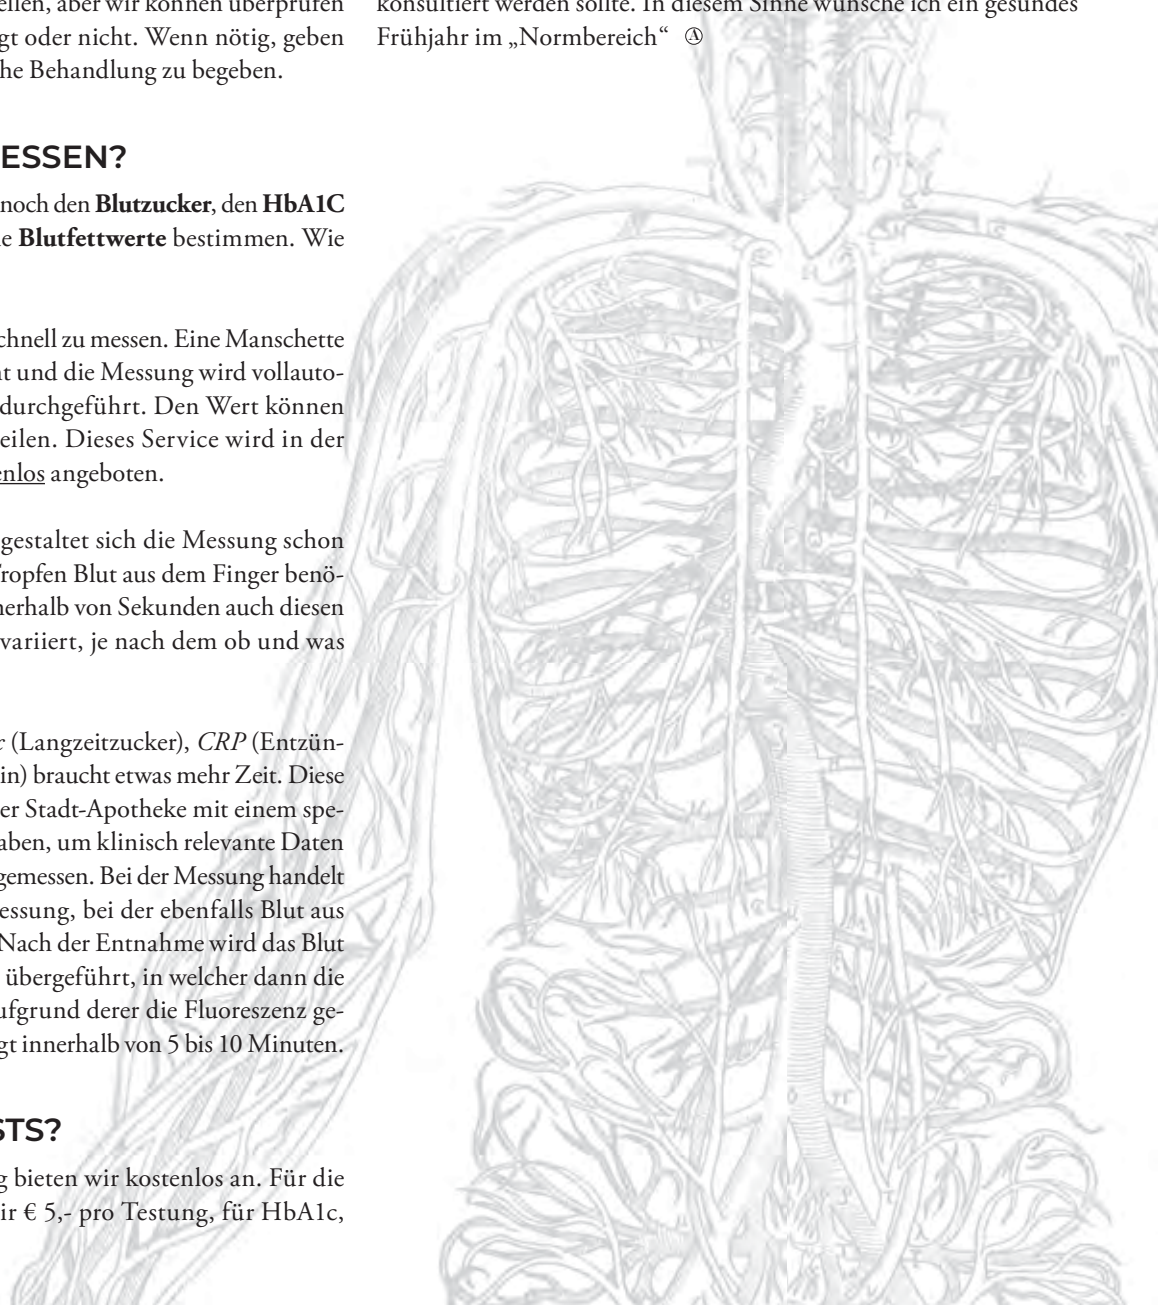 ellen, aber wir können überprüfen
gt oder nicht. Wenn nötig, geben
he Behandlung zu begeben.
ESSEN?
noch den Blutzucker, den HbA1C
e Blutfettwerte bestimmen. Wie
chnell zu messen. Eine Manschette
t und die Messung wird vollauto-
durchgeführt. Den Wert können
eilen. Dieses Service wird in der
enlos angeboten.
gestaltet sich die Messung schon
Tropfen Blut aus dem Finger benö-
nerhalb von Sekunden auch diesen
variiert, je nach dem ob und was
c (Langzeitzucker), CRP (Entzün-
in) braucht etwas mehr Zeit. Diese
er Stadt-Apotheke mit einem spe-
aben, um klinisch relevante Daten
gemessen. Bei der Messung handelt
essung, bei der ebenfalls Blut aus
Nach der Entnahme wird das Blut
übergeführt, in welcher dann die
ufgrund derer die Fluoreszenz ge-
gt innerhalb von 5 bis 10 Minuten.
STS?
g bieten wir kostenlos an. Für die
ir € 5,- pro Testung, für HbA1c,
konsultiert werden sollte. In diesem Sinne wünsche ich ein gesundes
Frühjahr im „Normbereich“